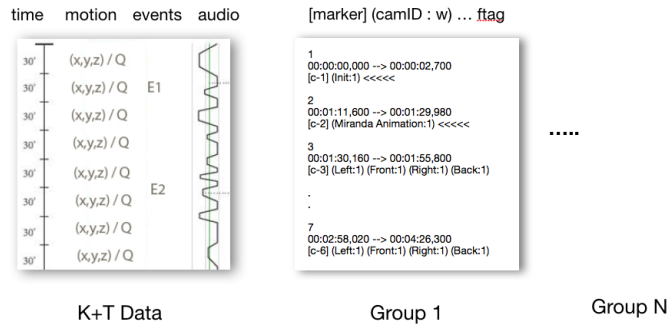 time motion events audio
30' (x,y,z) / Q
30' (x,y,z) / Q E1
30' (x,y,z) / Q
30' (x,y,z) / Q
30' (x,y,z) / Q
E2
30' (x,y,z) / Q
30' (x,y,z) / Q
30' (x,y,z) / Q
K+T Data
[marker] (camID : w) … ftag
1
00:00:00,000 --> 00:00:02,700
[c-1] (Init:1) <<<<<
2
00:01:11,600 --> 00:01:29,980
[c-2] (Miranda Animation:1) <<<<<
3
00:01:30,160 --> 00:01:55,800
[c-3] (Left:1) (Front:1) (Right:1) (Back:1)
.
.
7
00:02:58,020 --> 00:04:26,300
[c-6] (Left:1) (Front:1) (Right:1) (Back:1)
Group 1
.....
Group N